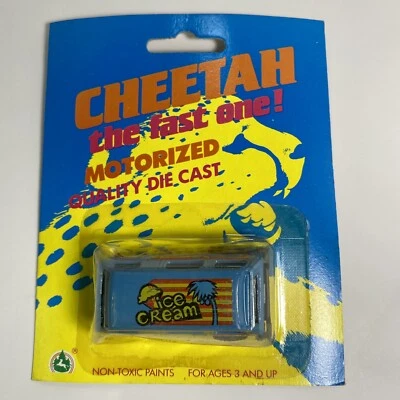 CHEETAH
the fast one!
MOTORIZED
QUALITY DIE CAST
ice
CREAM
®
NON-TOXIC PAINTS FOR AGES 3 AND UP